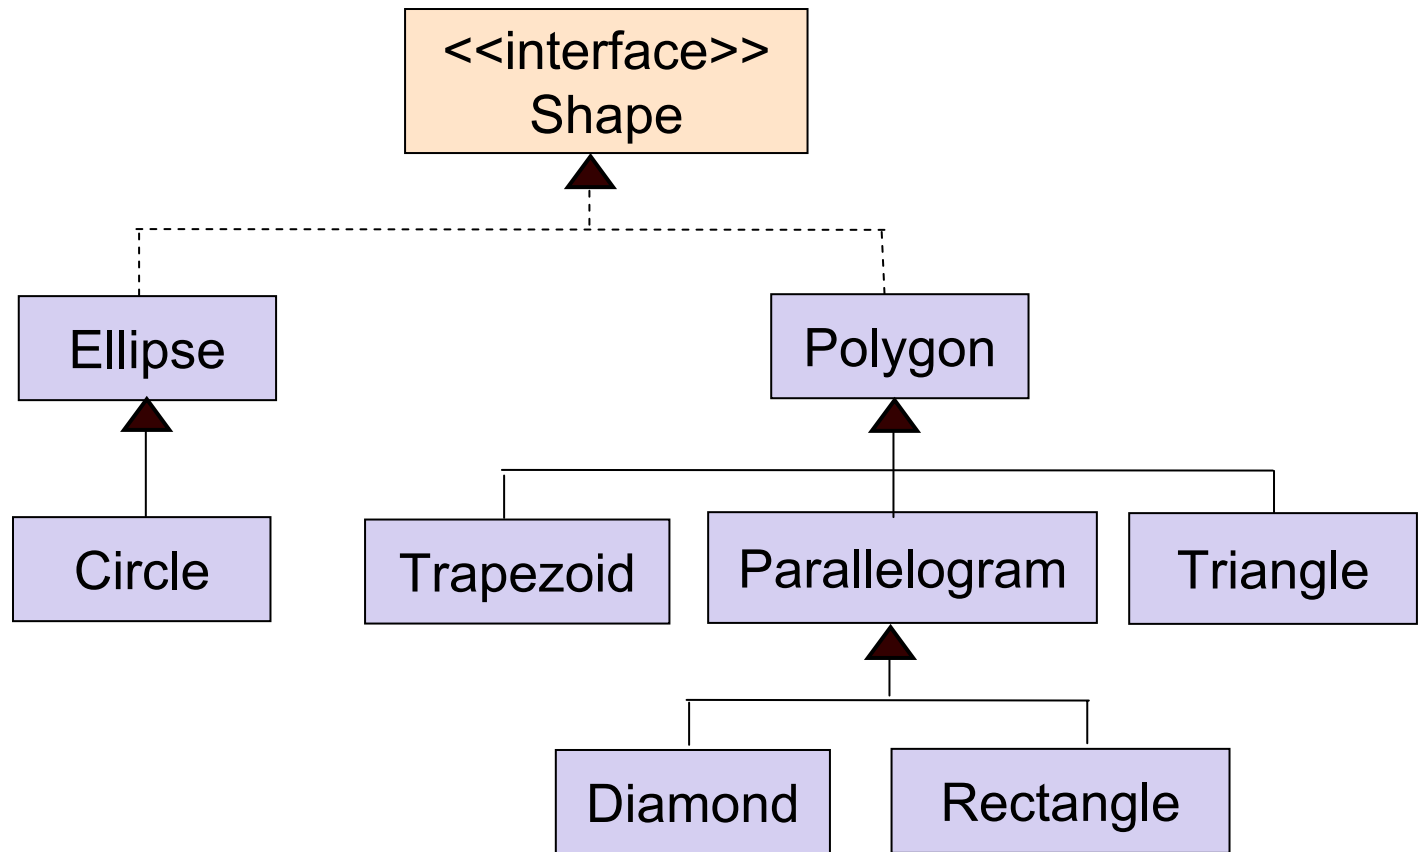 <<interface>>
Shape
Ellipse
Polygon
Circle
Trapezoid
Parallelogram
Triangle
Diamond
Rectangle